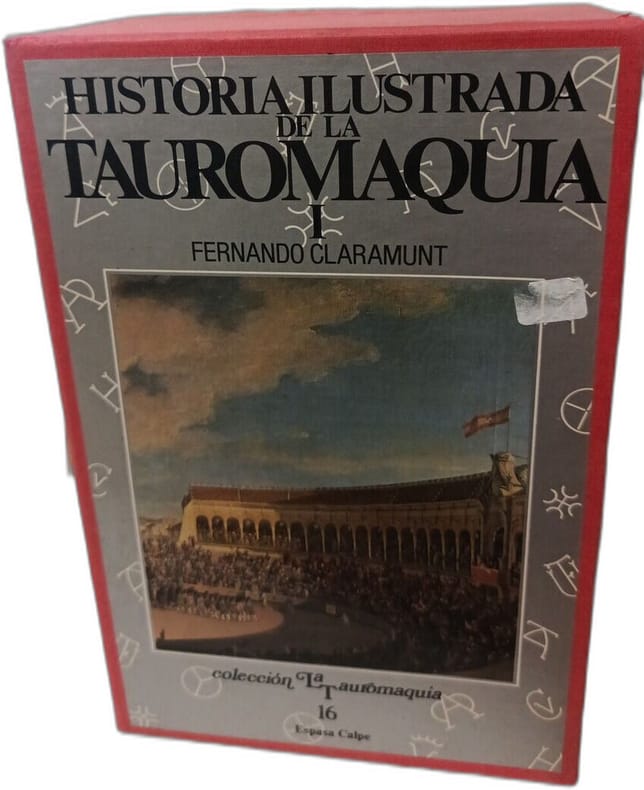 HISTORIA ILUSTRADA
DE LA
TAUROMAQUIA
I
FERNANDO CLARAMUNT
colección La Tauromaquia
16
Espasa Calpe